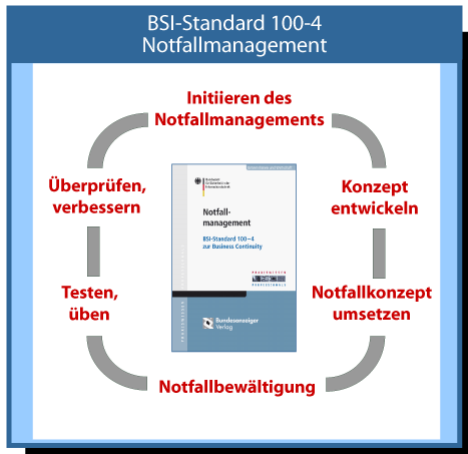 BSI-Standard 100-4
Notfallmanagement
Initiieren des
Notfallmanagements
Überprüfen,
verbessern
Konzept
entwickeln
Notfall-
management
BSI-Standard 100-4
zur Business Continuity
Testen,
üben
Notfallkonzept
umsetzen
Bundesanzeiger
Verlag
Notfallbewältigung